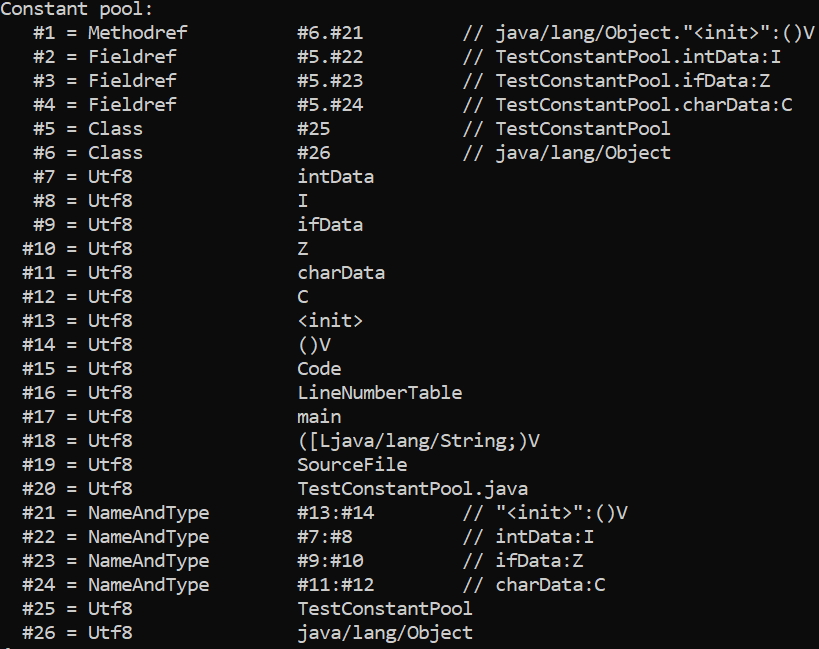 Constant pool:
   #1 = Methodref          #6.#21         // java/lang/Object."<init>":()V
   #2 = Fieldref           #5.#22         // TestConstantPool.intData:I
   #3 = Fieldref           #5.#23         // TestConstantPool.ifData:Z
   #4 = Fieldref           #5.#24         // TestConstantPool.charData:C
   #5 = Class              #25            // TestConstantPool
   #6 = Class              #26            // java/lang/Object
   #7 = Utf8               intData
   #8 = Utf8               I
   #9 = Utf8               ifData
  #10 = Utf8               Z
  #11 = Utf8               charData
  #12 = Utf8               C
  #13 = Utf8               <init>
  #14 = Utf8               ()V
  #15 = Utf8               Code
  #16 = Utf8               LineNumberTable
  #17 = Utf8               main
  #18 = Utf8               ([Ljava/lang/String;)V
  #19 = Utf8               SourceFile
  #20 = Utf8               TestConstantPool.java
  #21 = NameAndType        #13:#14        // "<init>":()V
  #22 = NameAndType        #7:#8          // intData:I
  #23 = NameAndType        #9:#10         // ifData:Z
  #24 = NameAndType        #11:#12        // charData:C
  #25 = Utf8               TestConstantPool
  #26 = Utf8               java/lang/Object